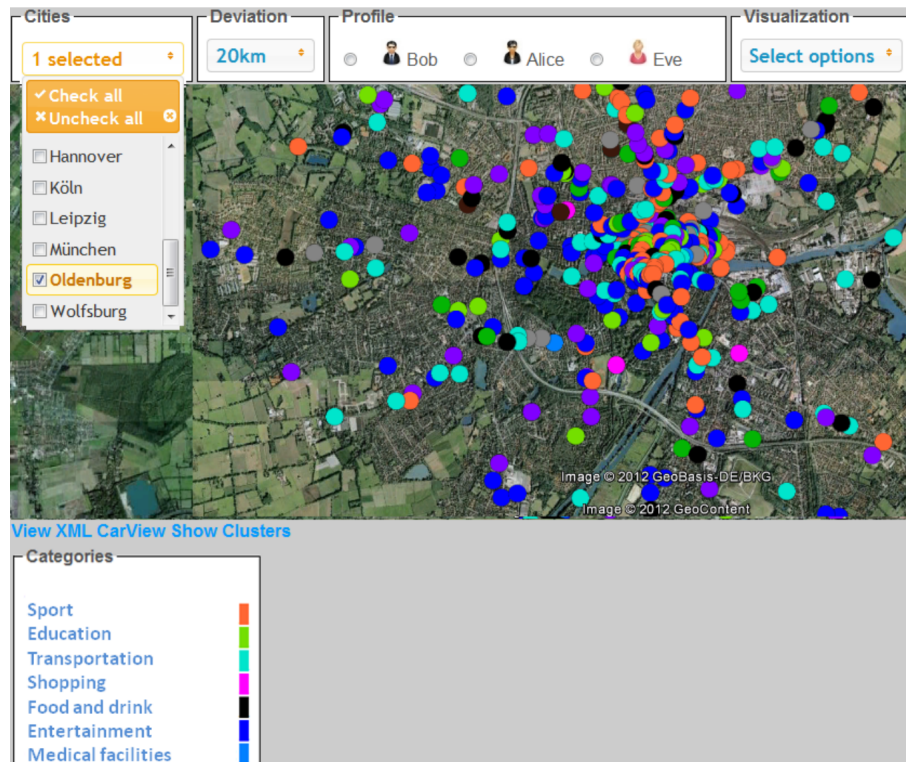 Cities
Deviation
Profile
Visualization
1 selected
20km
Bob
Alice
Eve
Select options
Check all
Uncheck all
Hannover
Köln
Leipzig
München
Oldenburg
Wolfsburg
Image © 2012 GeoBasis-DE/BKG
Image © 2012 GeoContent
View XML CarView Show Clusters
Categories
Sport
Education
Transportation
Shopping
Food and drink
Entertainment
Medical facilities